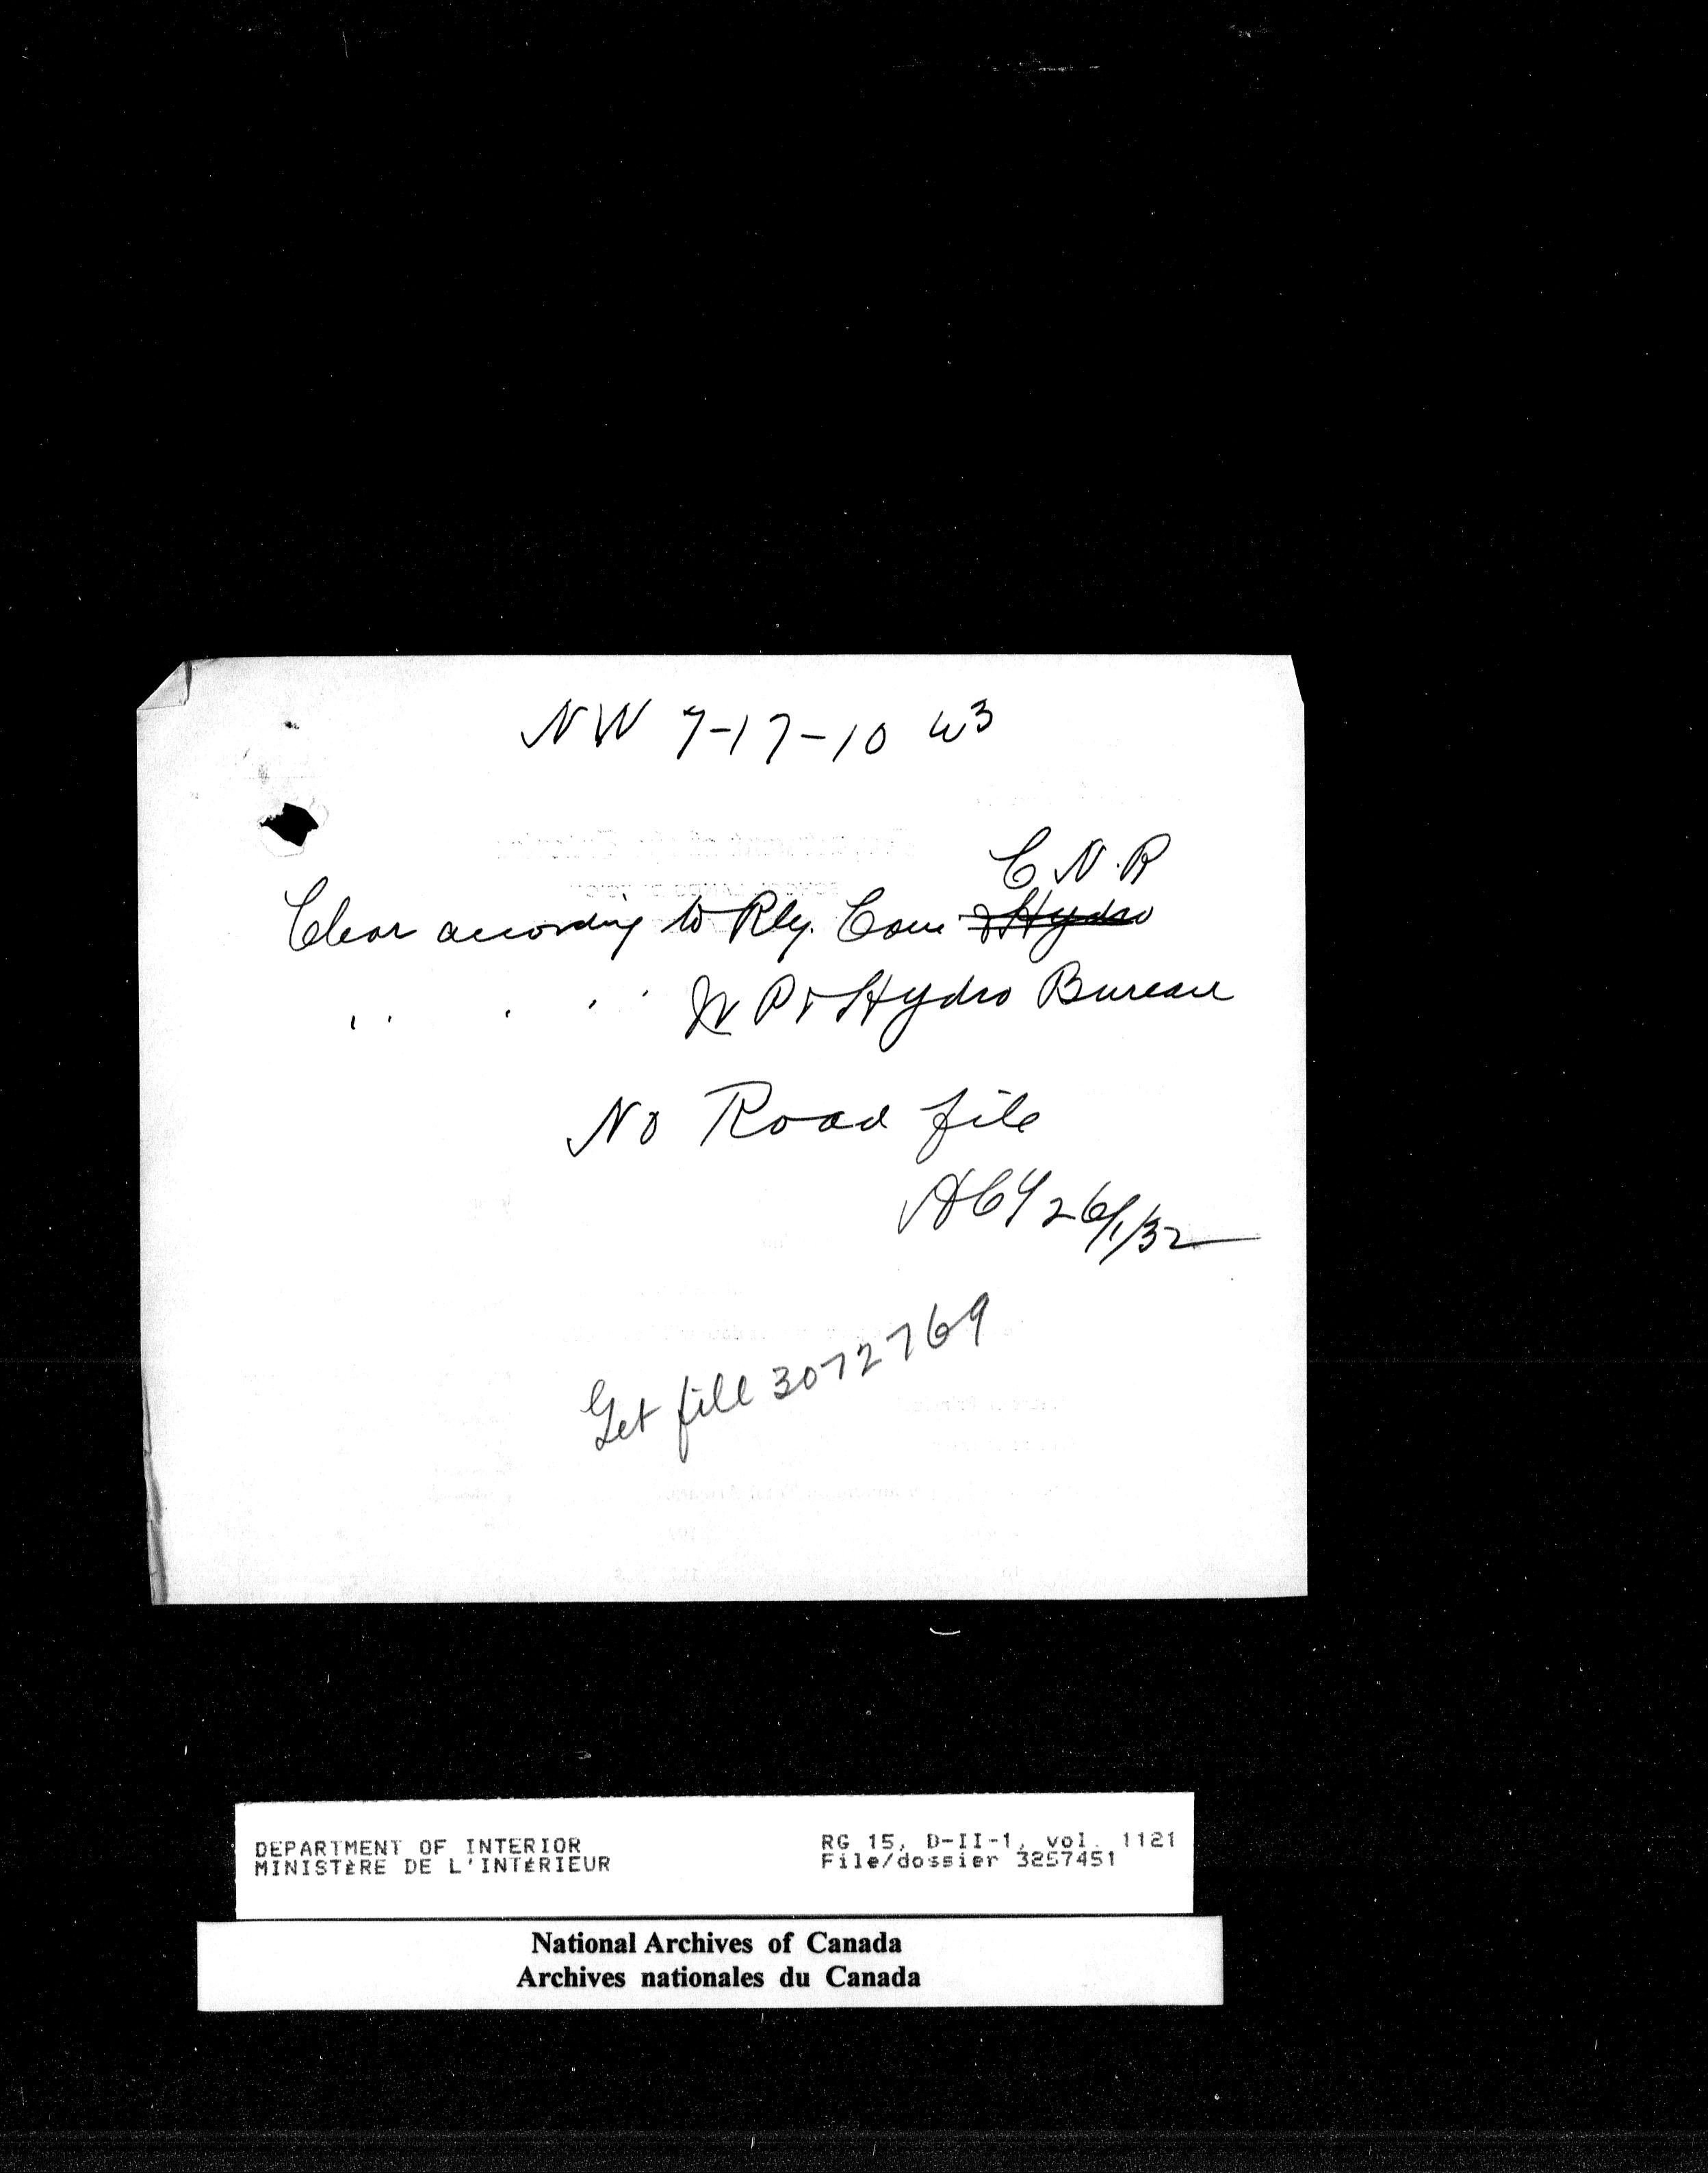 NW 7-17-10 W3
C.N.R
Clear according to Rly. Com & Hydro
" " " W P & Hydro Bureau
No Road file
26/1/32
Get file 3072769
DEPARTMENT OF INTERIOR
MINISTÈRE DE L'INTÉRIEUR
RG 15, D-II-1, vol. 1121
File/dossier 3257451
National Archives of Canada
Archives nationales du Canada